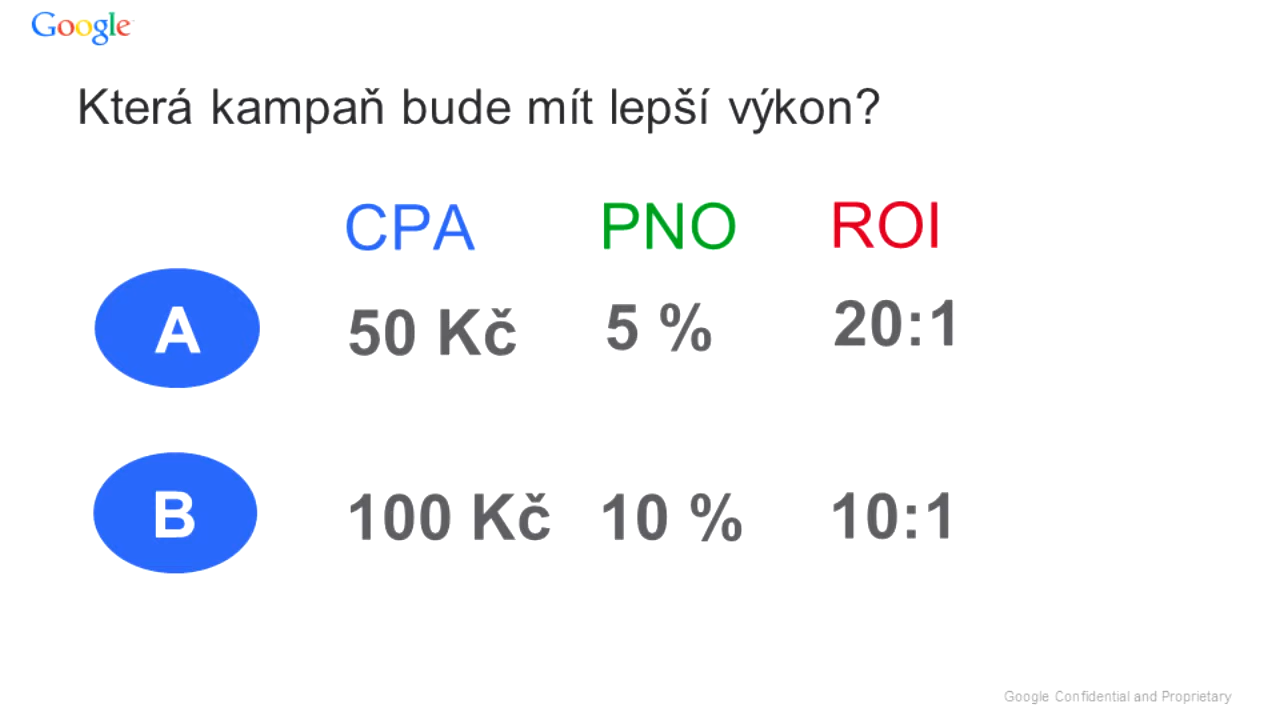 Google
Která kampaň bude mít lepší výkon?
CPA PNO ROI
A 50 Kč 5 % 20:1
B 100 Kč 10 % 10:1
Google Confidential and Proprietary